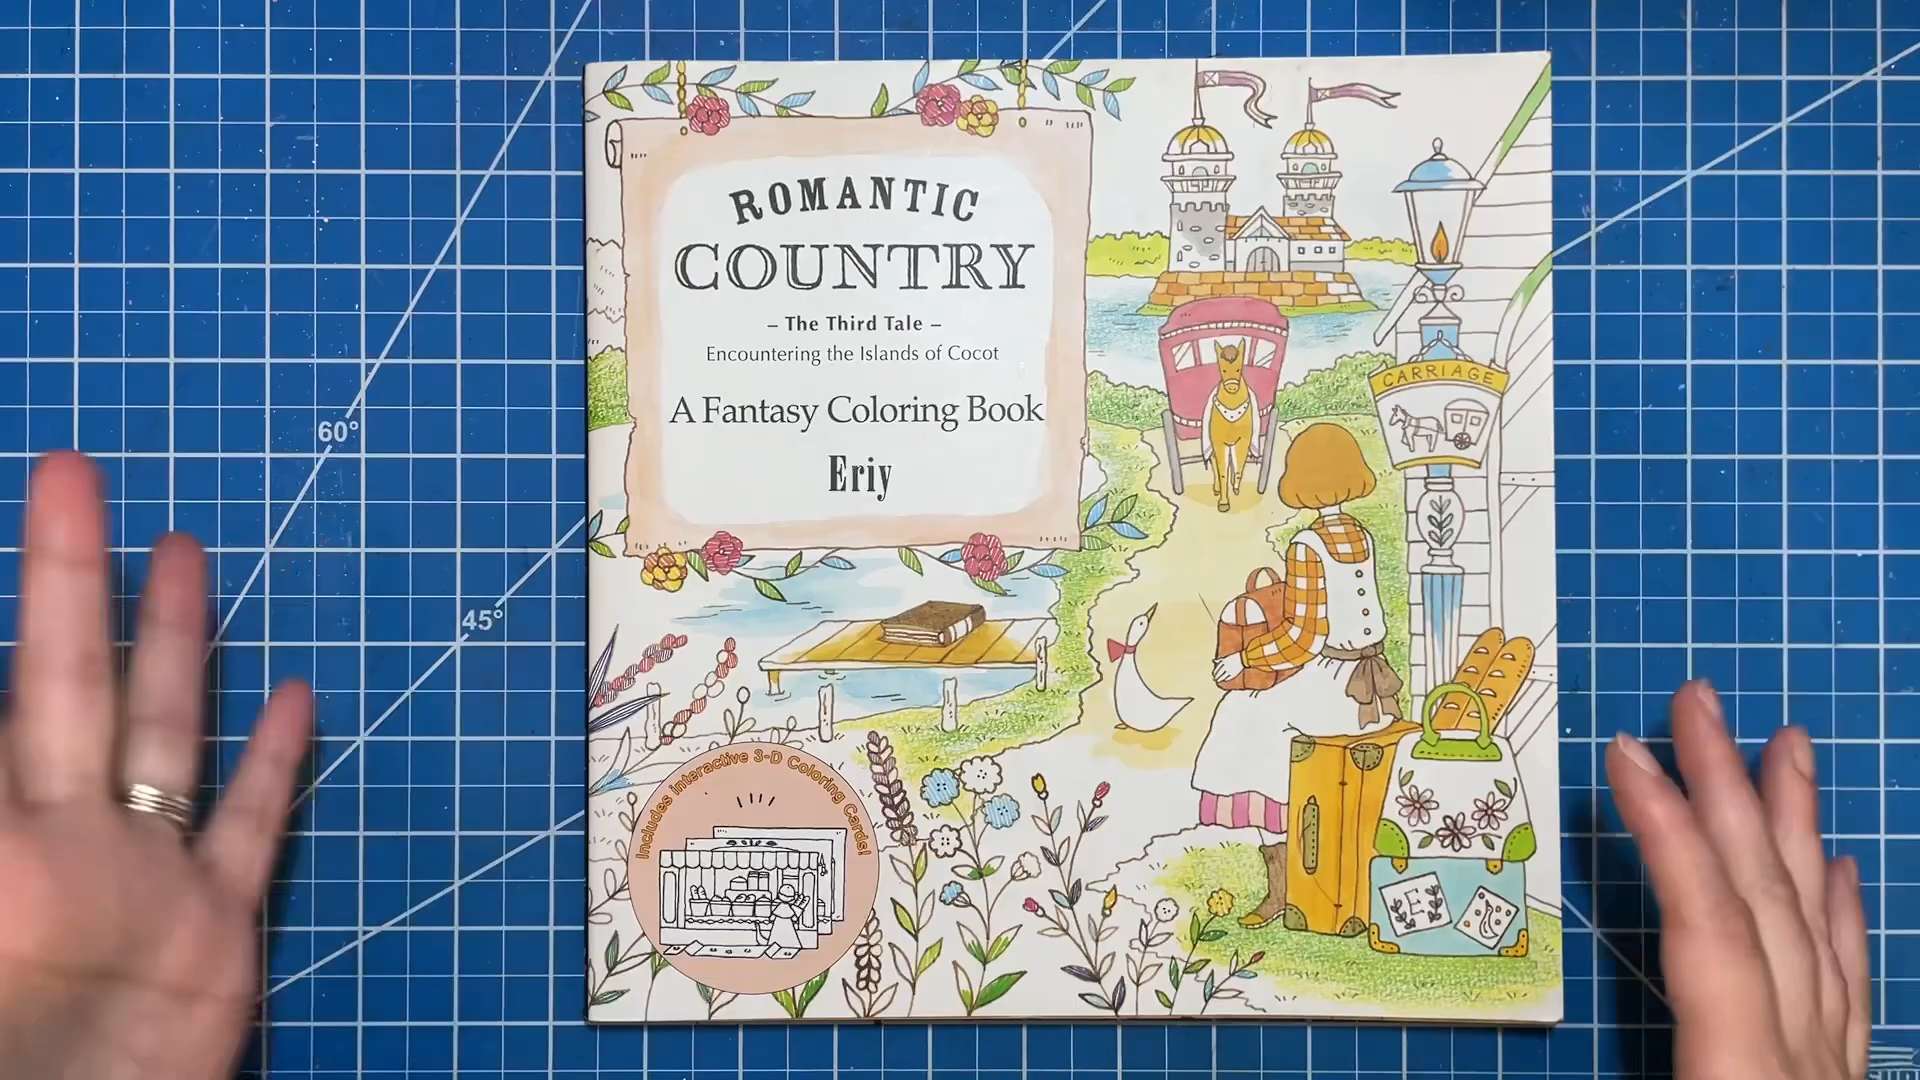 ROMANTIC
COUNTRY
– The Third Tale –
Encountering the Islands of Cocot
A Fantasy Coloring Book
Eriy
CARRIAGE
E
Includes interactive 3-D Coloring Cards!
60°
45°